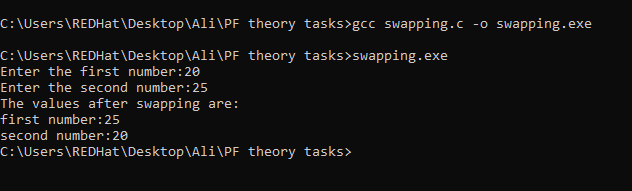 C:\Users\REDHat\Desktop\Ali\PF theory tasks>gcc swapping.c -o swapping.exe
C:\Users\REDHat\Desktop\Ali\PF theory tasks>swapping.exe
Enter the first number:20
Enter the second number:25
The values after swapping are:
first number:25
second number:20
C:\Users\REDHat\Desktop\Ali\PF theory tasks>